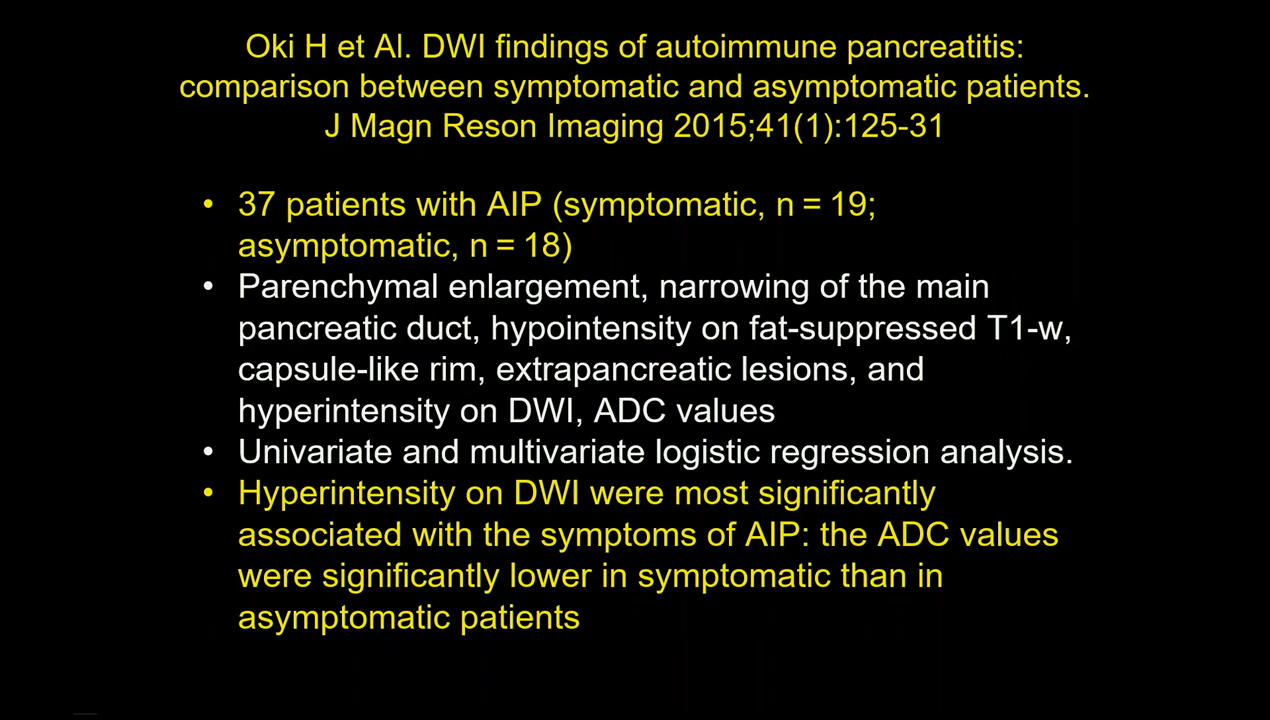 Oki H et Al. DWI findings of autoimmune pancreatitis:
comparison between symptomatic and asymptomatic patients.
J Magn Reson Imaging 2015;41(1):125-31
• 37 patients with AIP (symptomatic, n = 19;
asymptomatic, n = 18)
• Parenchymal enlargement, narrowing of the main
pancreatic duct, hypointensity on fat-suppressed T1-w,
capsule-like rim, extrapancreatic lesions, and
hyperintensity on DWI, ADC values
• Univariate and multivariate logistic regression analysis.
• Hyperintensity on DWI were most significantly
associated with the symptoms of AIP: the ADC values
were significantly lower in symptomatic than in
asymptomatic patients